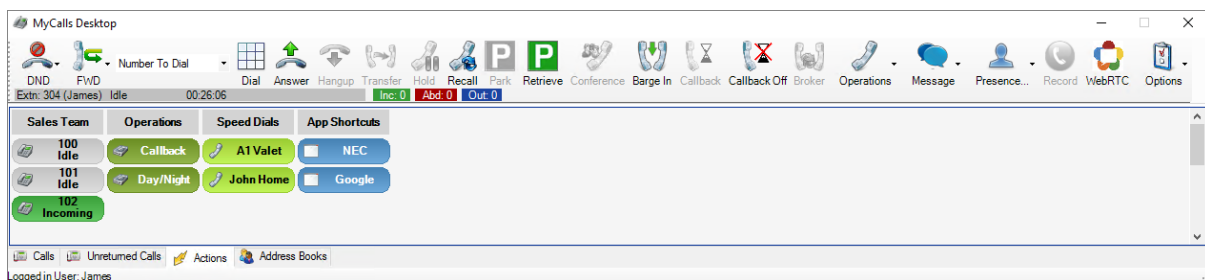 MyCalls Desktop
Number To Dial
DND FWD Dial Answer Hangup Transfer Hold Recall Park Retrieve Conference Barge In Callback Callback Off Broker Operations Message Presence... Record WebRTC Options
Extn: 304 (James) Idle 00:26:06 Inc: 0 Abd: 0 Out: 0
Sales Team Operations Speed Dials App Shortcuts
100
Idle
Callback A1 Valet NEC
101
Idle
Day/Night John Home Google
102
Incoming
Calls Unreturned Calls Actions Address Books
Logged in User: James